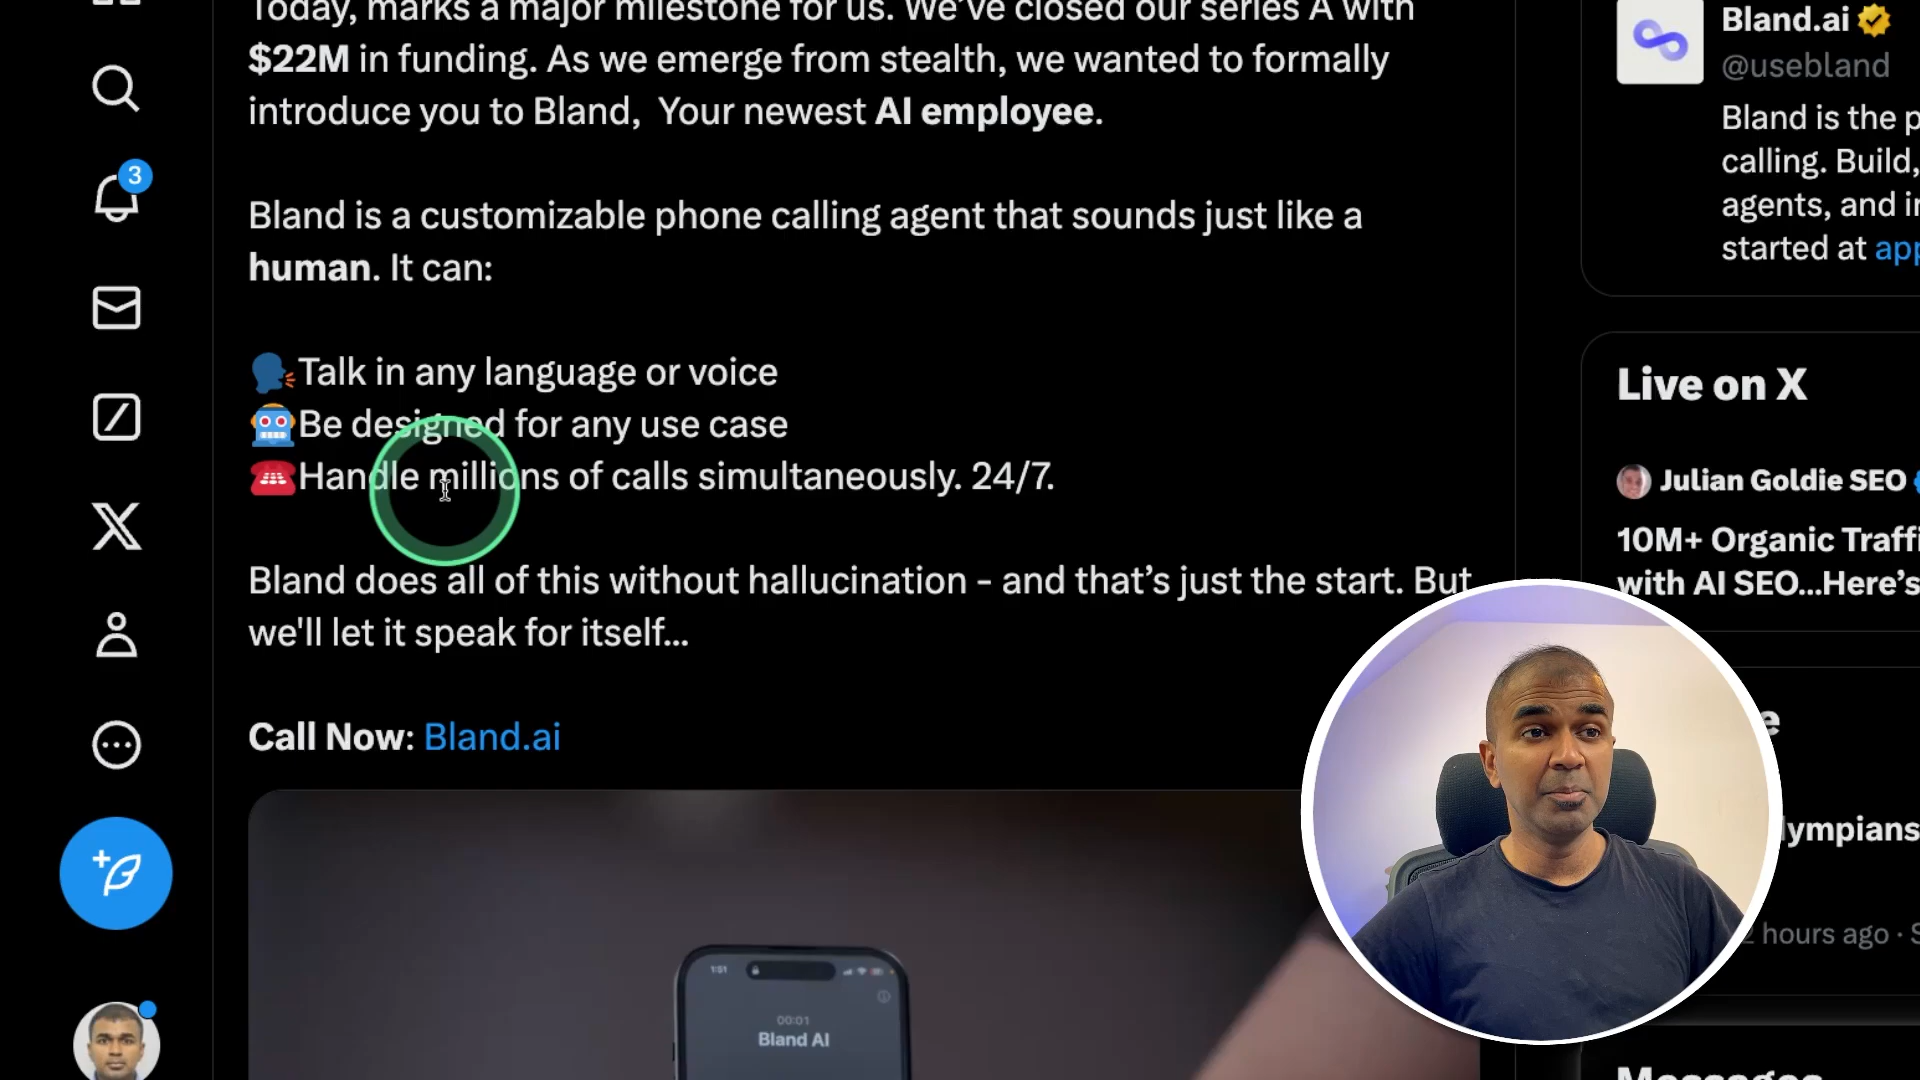 Today, marks a major milestone for us. We've closed our series A with
$22M in funding. As we emerge from stealth, we wanted to formally
introduce you to Bland, Your newest AI employee.
Bland is a customizable phone calling agent that sounds just like a
human. It can:
🗣️Talk in any language or voice
🤖Be designed for any use case
☎️Handle millions of calls simultaneously. 24/7.
Bland does all of this without hallucination - and that's just the start. But
we'll let it speak for itself...
Call Now: Bland.ai
1:51
00:01
Bland AI
3
Bland.ai
@usebland
Bland is the p
calling. Build,
agents, and in
started at app
Live on X
Julian Goldie SEO
10M+ Organic Traffi
with AI SEO...Here's
e
lympians
2 hours ago · S
Messages